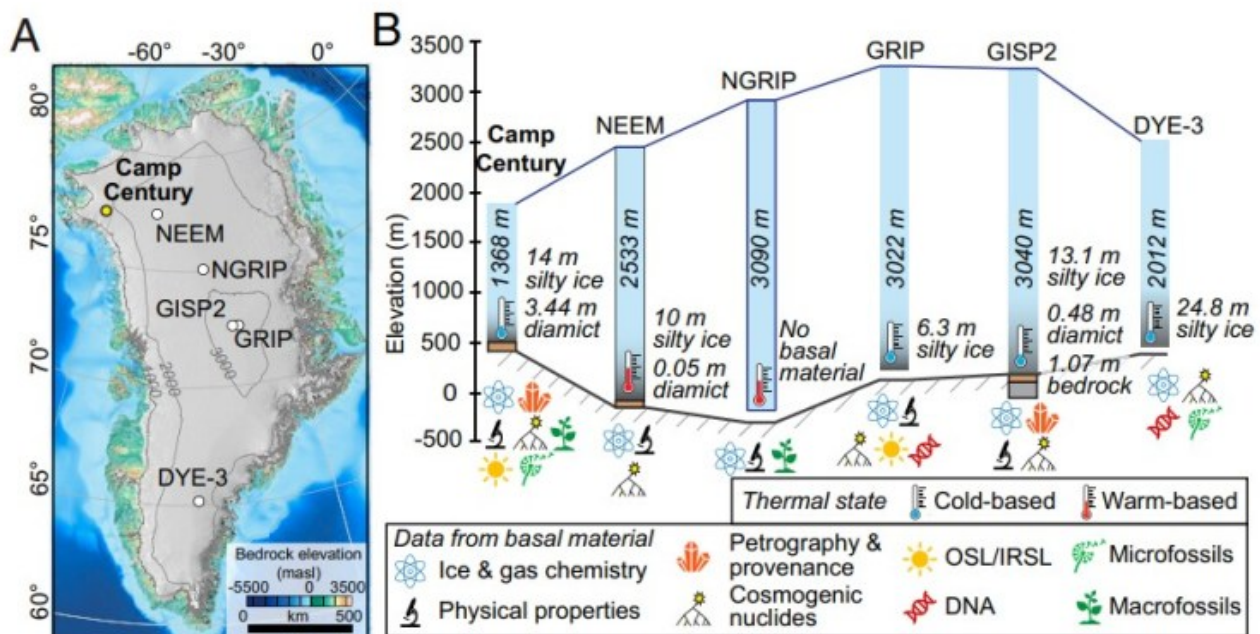 A
-60° -30° 0°
80°
75°
70°
65°
60°
Camp
Century
NEEM
NGRIP
GISP2
GRIP
DYE-3
1000
2000
3000
Bedrock elevation
(masl)
-5500 0 3500
0 km 500
B
Elevation (m)
3500
3000
2500
2000
1500
1000
500
0
-500
Camp
Century
NEEM
NGRIP
GRIP
GISP2
DYE-3
1368 m
14 m
silty ice
3.44 m
diamict
2533 m
10 m
silty ice
0.05 m
diamict
3090 m
No
basal
material
3022 m
6.3 m
silty ice
3040 m
13.1 m
silty ice
0.48 m
diamict
1.07 m
bedrock
2012 m
24.8 m
silty ice
Thermal state Cold-based Warm-based
Data from basal material
Ice & gas chemistry
Physical properties
Petrography &
provenance
Cosmogenic
nuclides
OSL/IRSL
DNA
Microfossils
Macrofossils